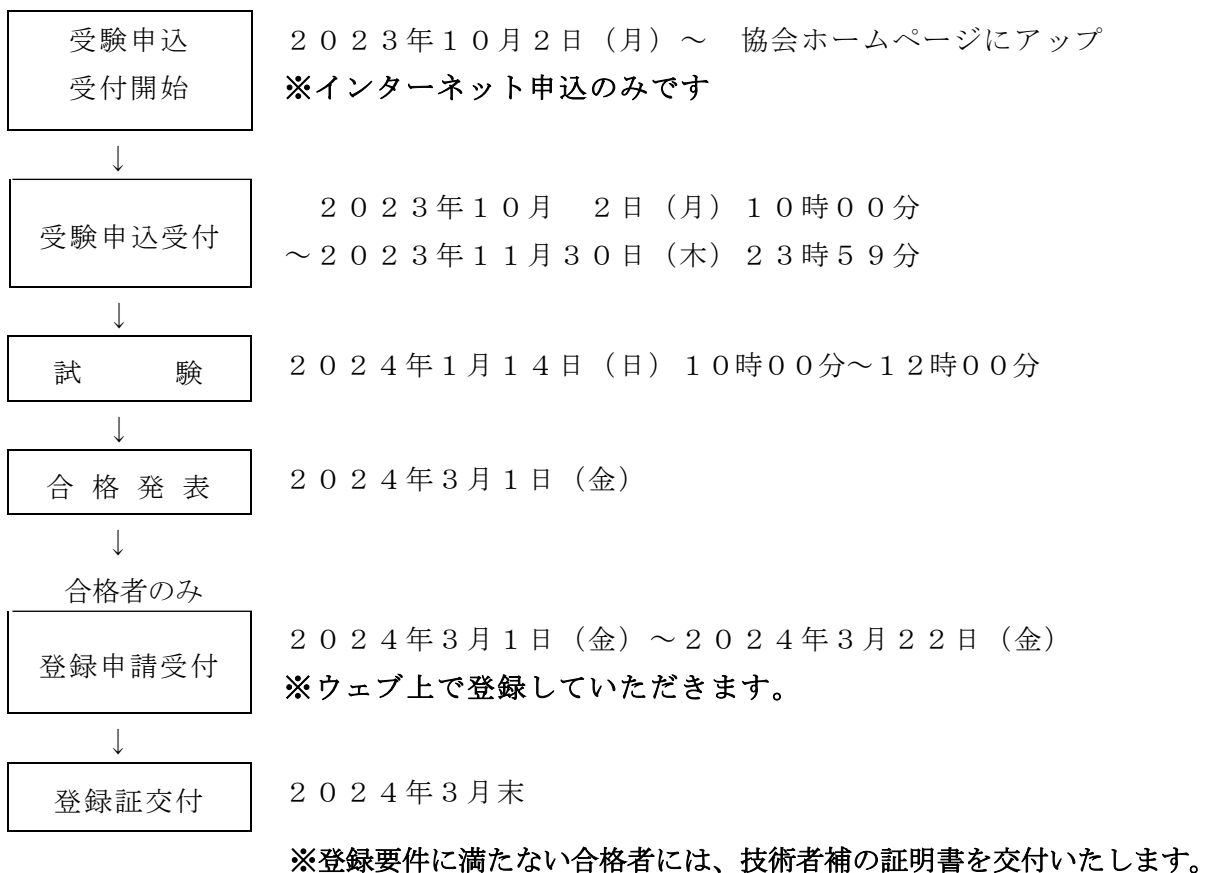 受験申込 ２０２３年１０月２日（月）～　協会ホームページにアップ
受付開始 ※インターネット申込のみです
↓
２０２３年１０月　２日（月）１０時００分
受験申込受付
～２０２３年１１月３０日（木）２３時５９分
↓
試　験 ２０２４年１月１４日（日）１０時００分～１２時００分
↓
合格発表 ２０２４年３月１日（金）
↓
合格者のみ
２０２４年３月１日（金）～２０２４年３月２２日（金）
登録申請受付
※ウェブ上で登録していただきます。
↓
登録証交付 ２０２４年３月末
※登録要件に満たない合格者には、技術者補の証明書を交付いたします。